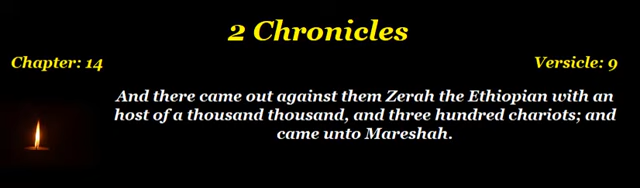 2 Chronicles
Chapter: 14
Versicle: 9
And there came out against them Zerah the Ethiopian with an
host of a thousand thousand, and three hundred chariots; and
came unto Mareshah.